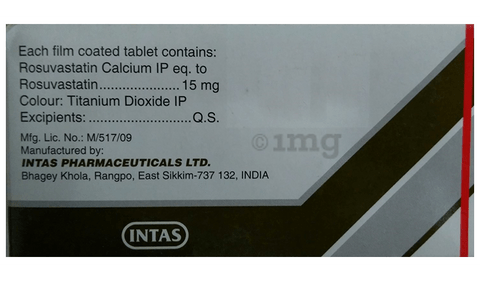 Each film coated tablet contains:
Rosuvastatin Calcium IP eq. to
Rosuvastatin.................... 15 mg
Colour: Titanium Dioxide IP
Excipients: .........................Q.S.
Mfg. Lic. No.: M/517/09
Manufactured by:
INTAS PHARMACEUTICALS LTD.
Bhagey Khola, Rangpo, East Sikkim-737 132, INDIA
©1mg
INTAS